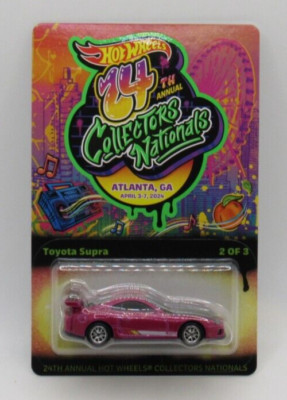 HOT WHEELS
24TH
ANNUAL
Collectors
Nationals
ATLANTA, GA
APRIL 2-7, 2024
Toyota Supra
2 OF 3
24TH ANNUAL HOT WHEELS® COLLECTORS NATIONALS